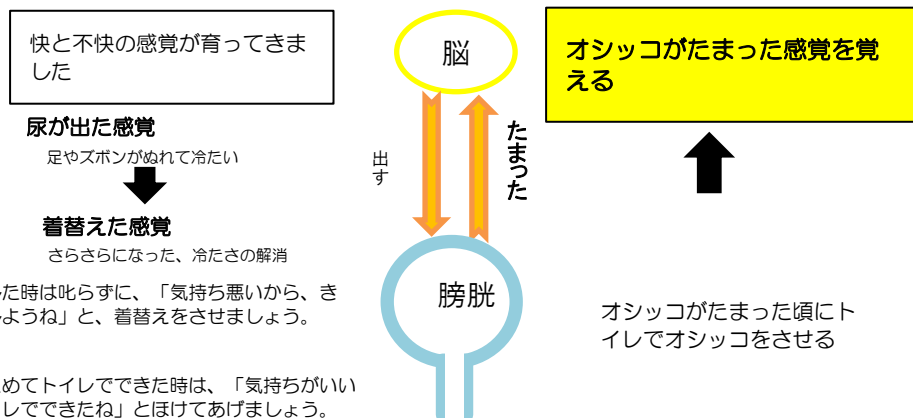 快と不快の感覚が育ってきま
した
尿が出た感覚
足やズボンがぬれて冷たい
着替えた感覚
さらさらになった、冷たさの解消
た時は叱らずに、「気持ち悪いから、き
ようね」と、着替えをさせましょう。
めてトイレでできた時は、「気持ちがいい
レでできたね」とほけてあげましょう。
脳
出す
たまった
膀胱
オシッコがたまった感覚を覚
える
オシッコがたまった頃にト
イレでオシッコをさせる